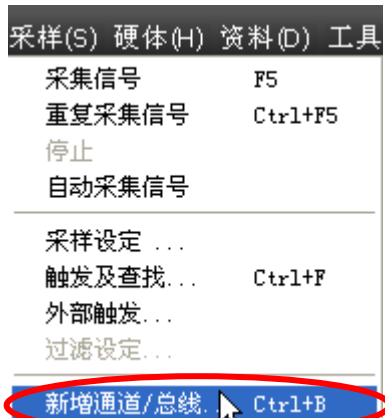 采样(S) 硬体(H) 资料(D) 工具
采集信号 F5
重复采集信号 Ctrl+F5
停止
自动采集信号
采样设定 ...
触发及查找... Ctrl+F
外部触发...
过滤设定...
新增通道/总线. Ctrl+B